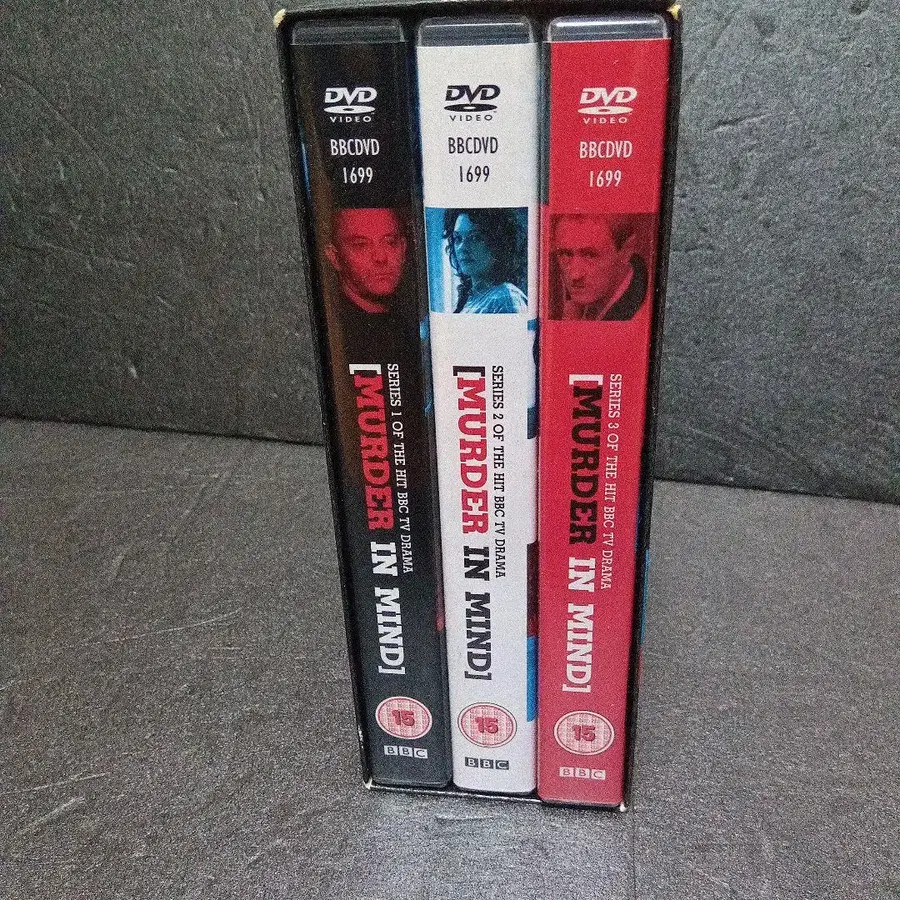 DVD
VIDEO
BBCDVD
1699
SERIES 1 OF THE HIT BBC TV DRAMA
[MURDER IN MIND]
15
BBC
DVD
VIDEO
BBCDVD
1699
SERIES 2 OF THE HIT BBC TV DRAMA
[MURDER IN MIND]
15
BBC
DVD
VIDEO
BBCDVD
1699
SERIES 3 OF THE HIT BBC TV DRAMA
[MURDER IN MIND]
15
BBC